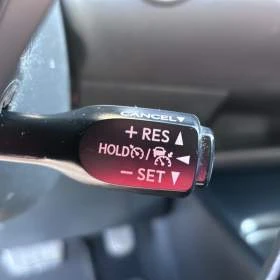 CANCEL▼
+ RES ▲
HOLD / ◀
− SET ▼